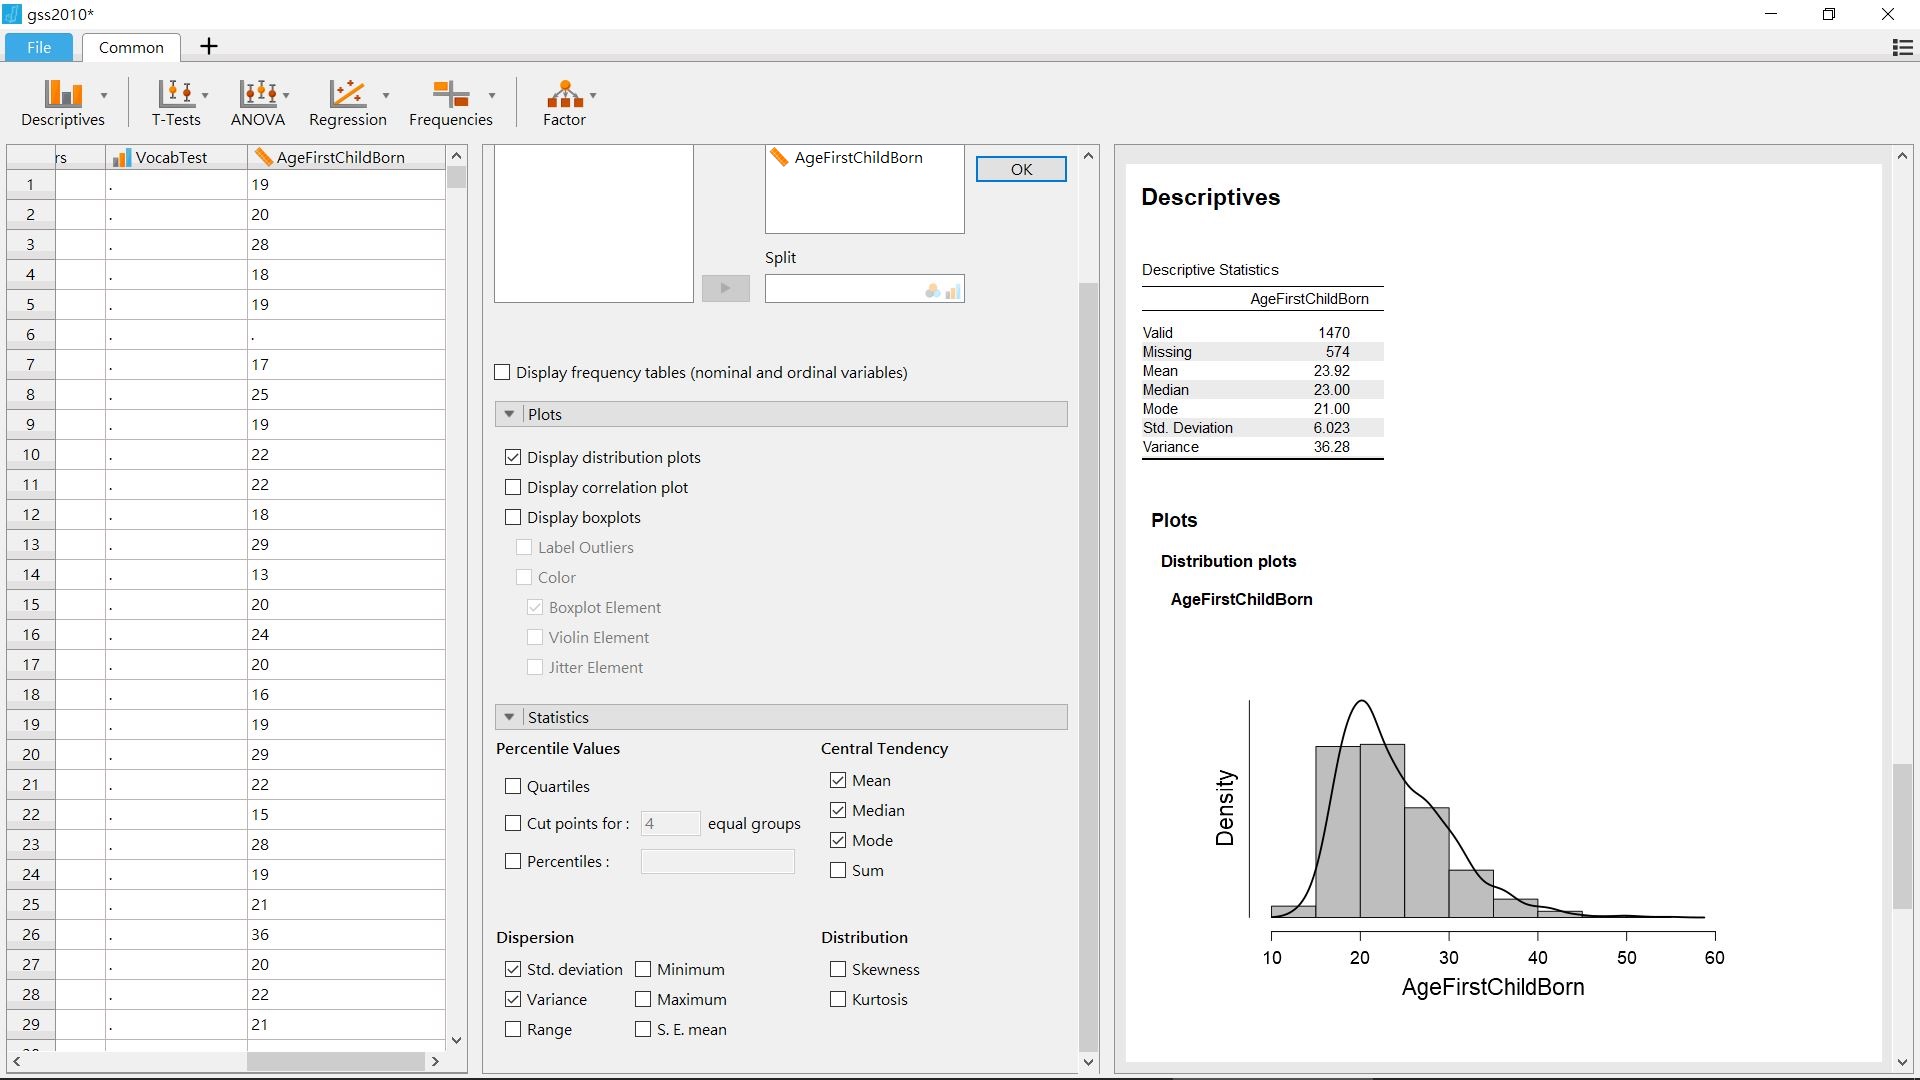 gss2010*
File
Common
Descriptives
T-Tests
ANOVA
Regression
Frequencies
Factor
rs VocabTest AgeFirstChildBorn
1 . 19
2 . 20
3 . 28
4 . 18
5 . 19
6 . .
7 . 17
8 . 25
9 . 19
10 . 22
11 . 22
12 . 18
13 . 29
14 . 13
15 . 20
16 . 24
17 . 20
18 . 16
19 . 19
20 . 29
21 . 22
22 . 15
23 . 28
24 . 19
25 . 21
26 . 36
27 . 20
28 . 22
29 . 21
AgeFirstChildBorn
OK
Split
Display frequency tables (nominal and ordinal variables)
Plots
Display distribution plots
Display correlation plot
Display boxplots
Label Outliers
Color
Boxplot Element
Violin Element
Jitter Element
Statistics
Percentile Values
Quartiles
Cut points for : 4 equal groups
Percentiles :
Central Tendency
Mean
Median
Mode
Sum
Dispersion
Std. deviation Minimum
Variance Maximum
Range S. E. mean
Distribution
Skewness
Kurtosis
Descriptives
Descriptive Statistics
AgeFirstChildBorn
Valid 1470
Missing 574
Mean 23.92
Median 23.00
Mode 21.00
Std. Deviation 6.023
Variance 36.28
Plots
Distribution plots
AgeFirstChildBorn
Density
10 20 30 40 50 60
AgeFirstChildBorn